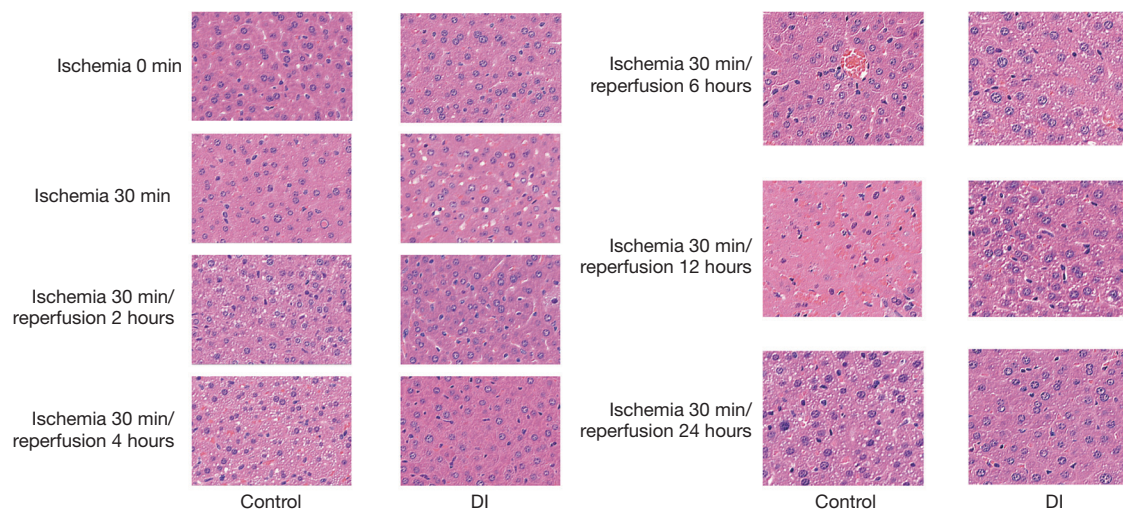 Ischemia 0 min
Ischemia 30 min
Ischemia 30 min/
reperfusion 2 hours
Ischemia 30 min/
reperfusion 4 hours
Control
DI
Ischemia 30 min/
reperfusion 6 hours
Ischemia 30 min/
reperfusion 12 hours
Ischemia 30 min/
reperfusion 24 hours
Control
DI